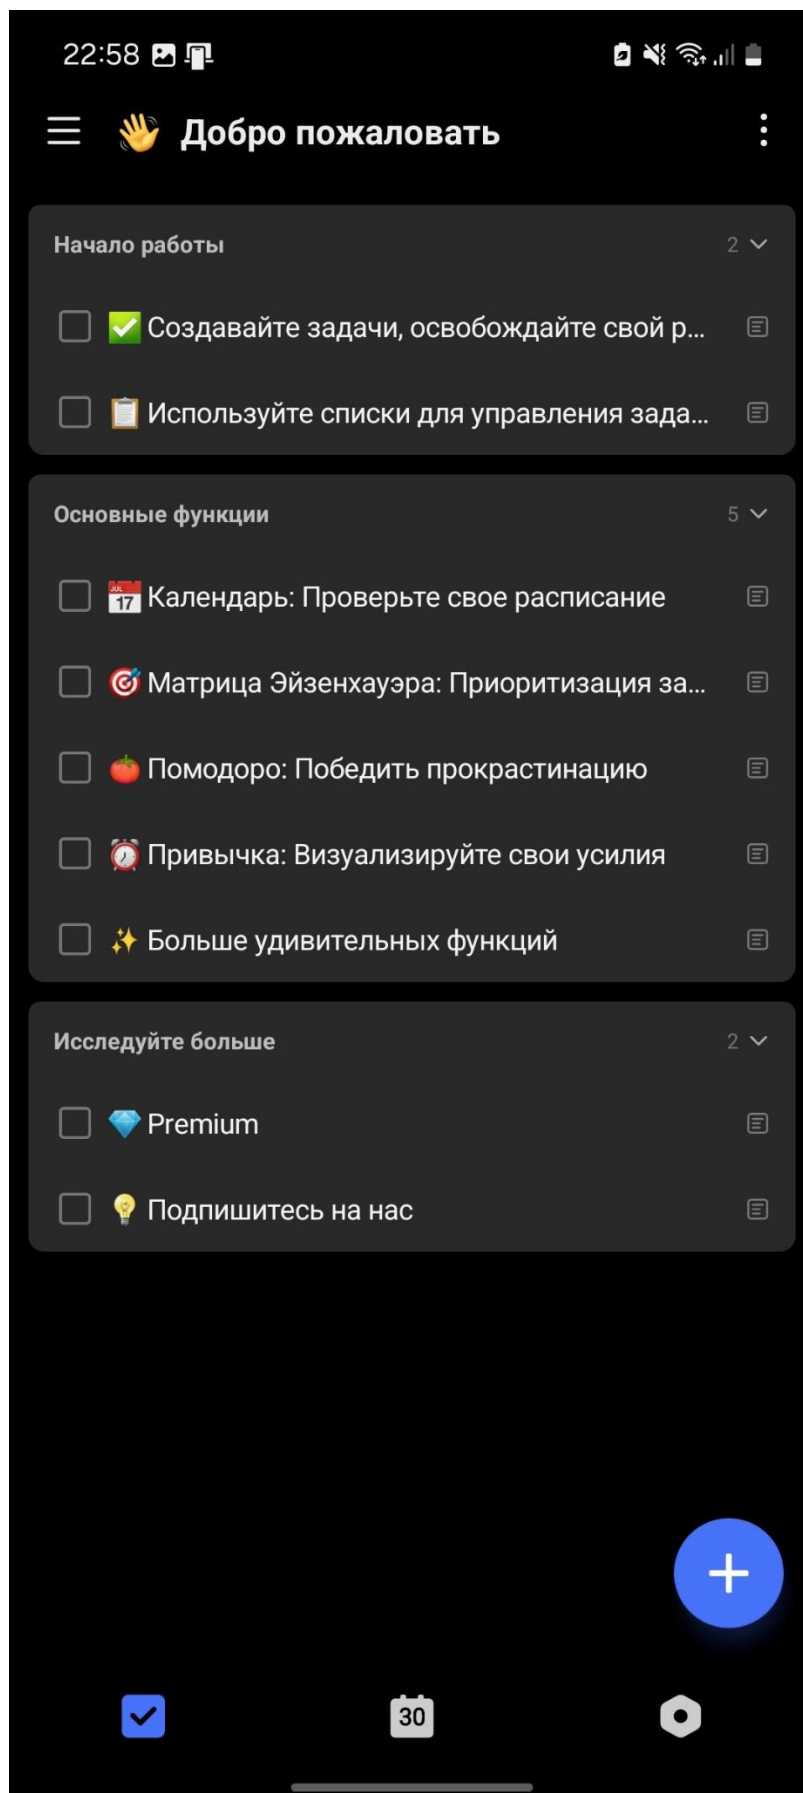 22:58
👋 Добро пожаловать
Начало работы 2
✅ Создавайте задачи, освобождайте свой р...
📋 Используйте списки для управления зада...
Основные функции 5
📅 Календарь: Проверьте свое расписание
🎯 Матрица Эйзенхауэра: Приоритизация за...
🍅 Помодоро: Победить прокрастинацию
⏰ Привычка: Визуализируйте свои усилия
✨ Больше удивительных функций
Исследуйте больше 2
💎 Premium
💡 Подпишитесь на нас
30